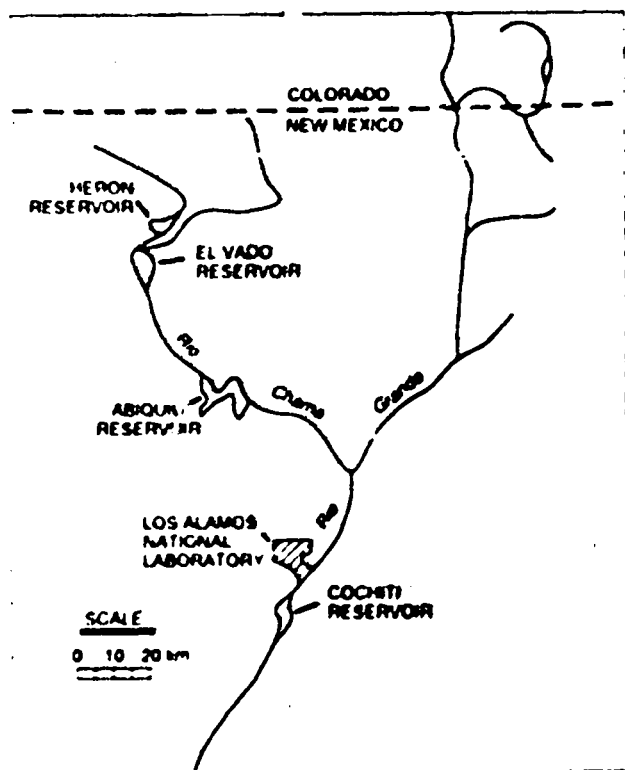 COLORADO
NEW MEXICO
HERON
RESERVOIR
EL VADO
RESERVOIR
Rio
Chama
Grande
ABIQUIU
RESERVOIR
Rio
LOS ALAMOS
NATIONAL
LABORATORY
COCHITI
RESERVOIR
SCALE
0 10 20 km